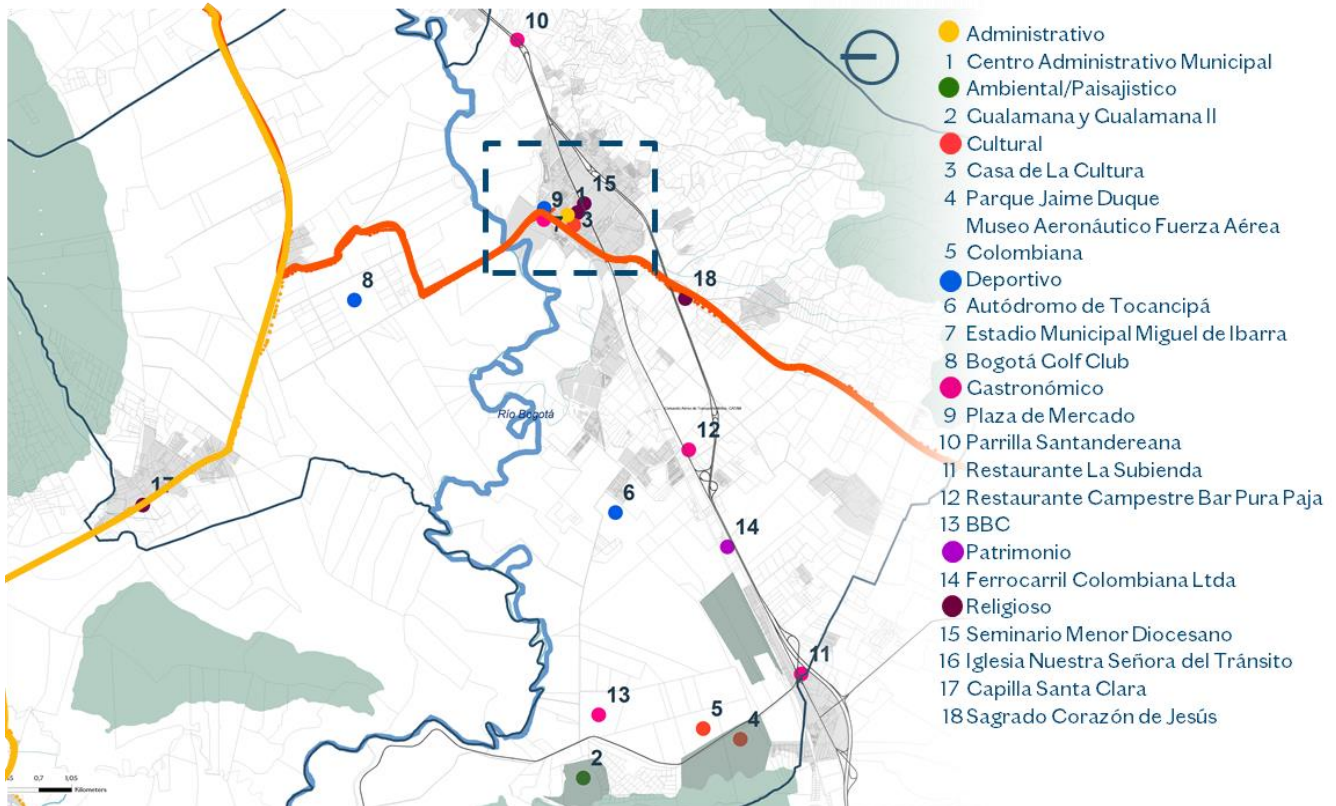 10
15
9
1
3
7
8
18
Río Bogotá
12
17
6
14
11
13
5
4
2
0,7
1,05
Kilometers
Administrativo
1 Centro Administrativo Municipal
Ambiental/Paisajistico
2 Gualamana y Gualamana II
Cultural
3 Casa de La Cultura
4 Parque Jaime Duque
Museo Aeronáutico Fuerza Aérea
5 Colombiana
Deportivo
6 Autódromo de Tocancipá
7 Estadio Municipal Miguel de Ibarra
8 Bogotá Golf Club
Gastronómico
9 Plaza de Mercado
10 Parrilla Santandereana
11 Restaurante La Subienda
12 Restaurante Campestre Bar Pura Paja
13 BBC
Patrimonio
14 Ferrocarril Colombiana Ltda
Religioso
15 Seminario Menor Diocesano
16 Iglesia Nuestra Señora del Tránsito
17 Capilla Santa Clara
18 Sagrado Corazón de Jesús